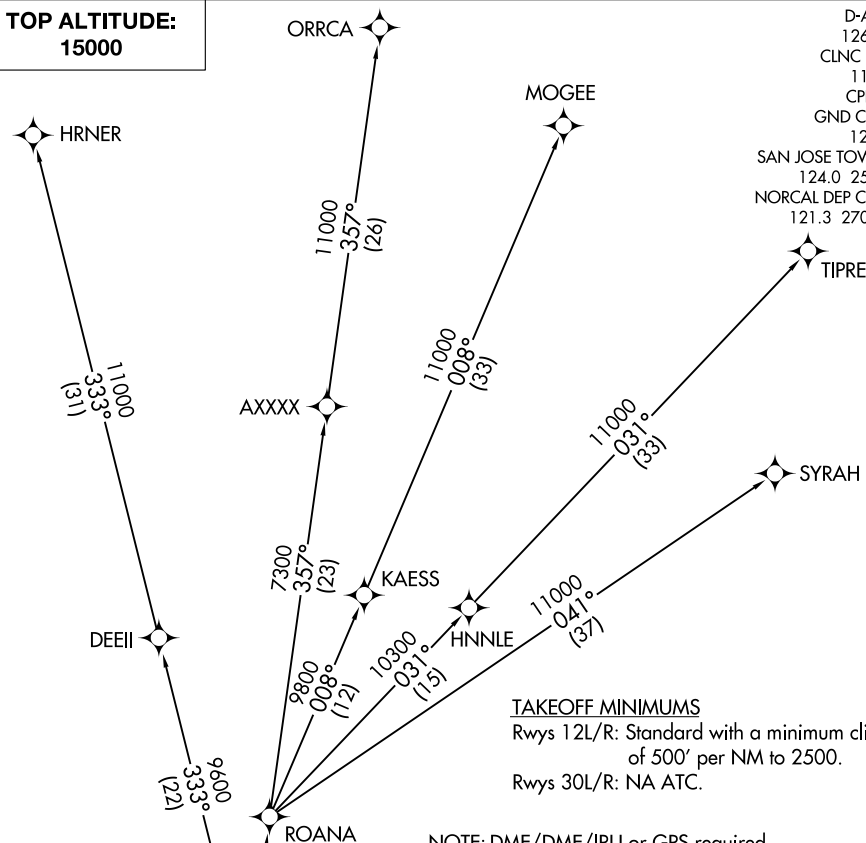 TOP ALTITUDE:
15000
ORRCA
D-A
126
CLNC
11
CP
GND C
12
SAN JOSE TOW
124.0 25
NORCAL DEP C
121.3 270
MOGEE
HRNER
11000
357°
(26)
TIPRE
11000
008°
(33)
11000
333°
(31)
AXXXX
11000
031°
(33)
SYRAH
7300
357°
(23)
KAESS
HNNLE
11000
041°
(37)
DEEII
9800
008°
(12)
10300
031°
(15)
TAKEOFF MINIMUMS
Rwys 12L/R: Standard with a minimum cli
of 500' per NM to 2500.
Rwys 30L/R: NA ATC.
9600
333°
(22)
ROANA
NOTE: DME/DME/IRU or GPS required.